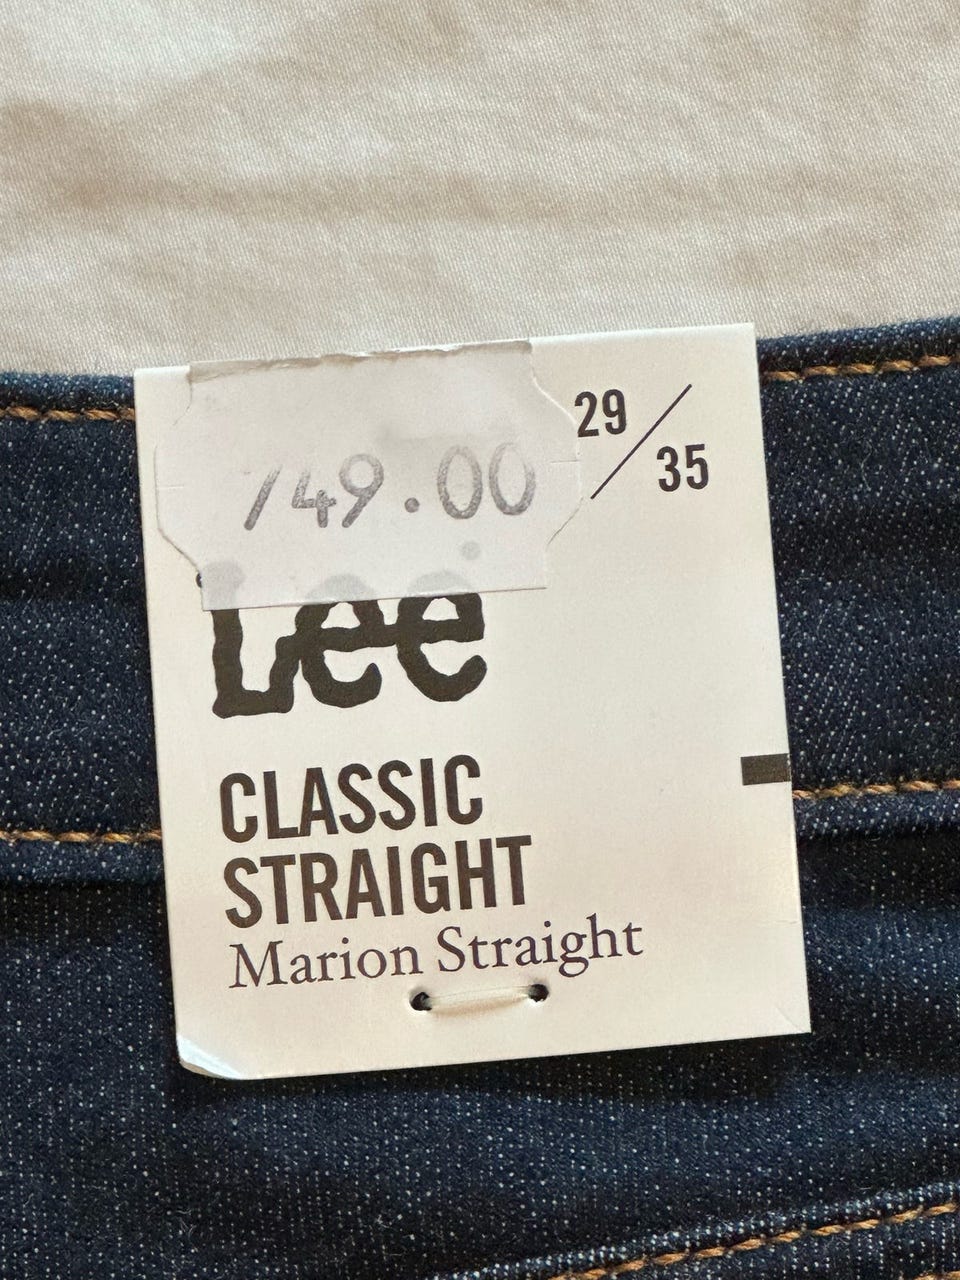 29/35
749.00
Lee
CLASSIC
STRAIGHT
Marion Straight